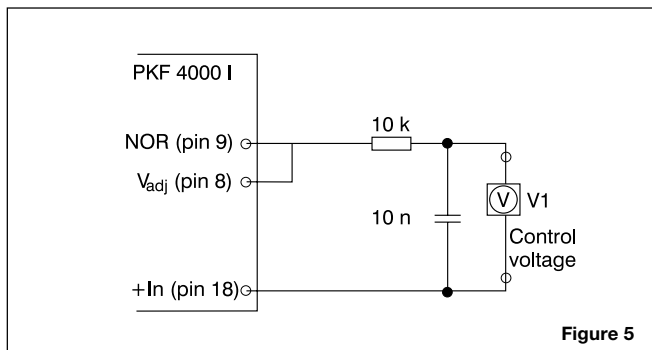 PKF 4000 I
NOR (pin 9)
Vadj (pin 8)
+In (pin 18)
10 k
10 n
V
V1
Control
voltage
Figure 5